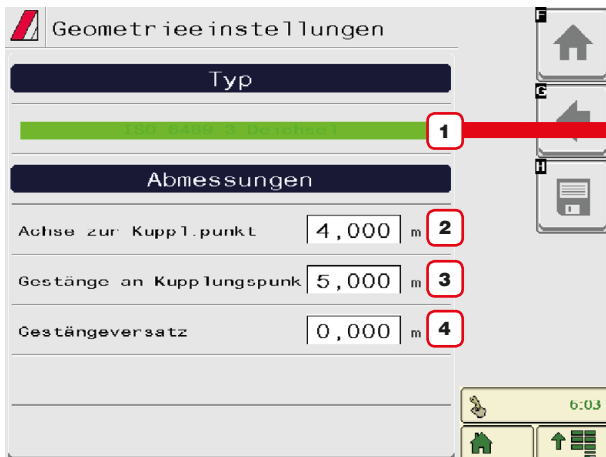 Geometrieeinstellungen
F
Typ
G
ISO 6489 3 Deichsel
1
H
Abmessungen
Achse zur Kuppl.punkt 4,000 m 2
Gestänge an Kupplungspunk 5,000 m 3
Gestängeversatz 0,000 m 4
6:03